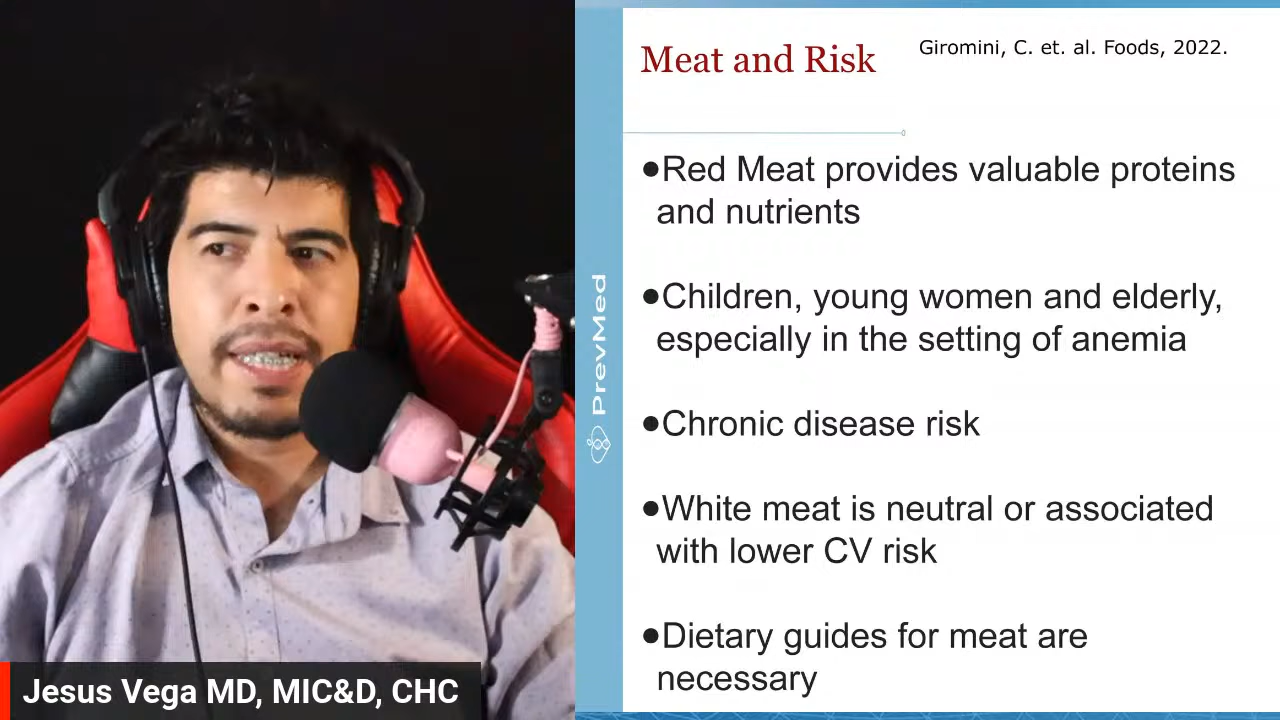 Meat and Risk
Giromini, C. et. al. Foods, 2022.
●Red Meat provides valuable proteins
and nutrients
●Children, young women and elderly,
especially in the setting of anemia
●Chronic disease risk
●White meat is neutral or associated
with lower CV risk
●Dietary guides for meat are
necessary
PrevMed
Jesus Vega MD, MIC&D, CHC